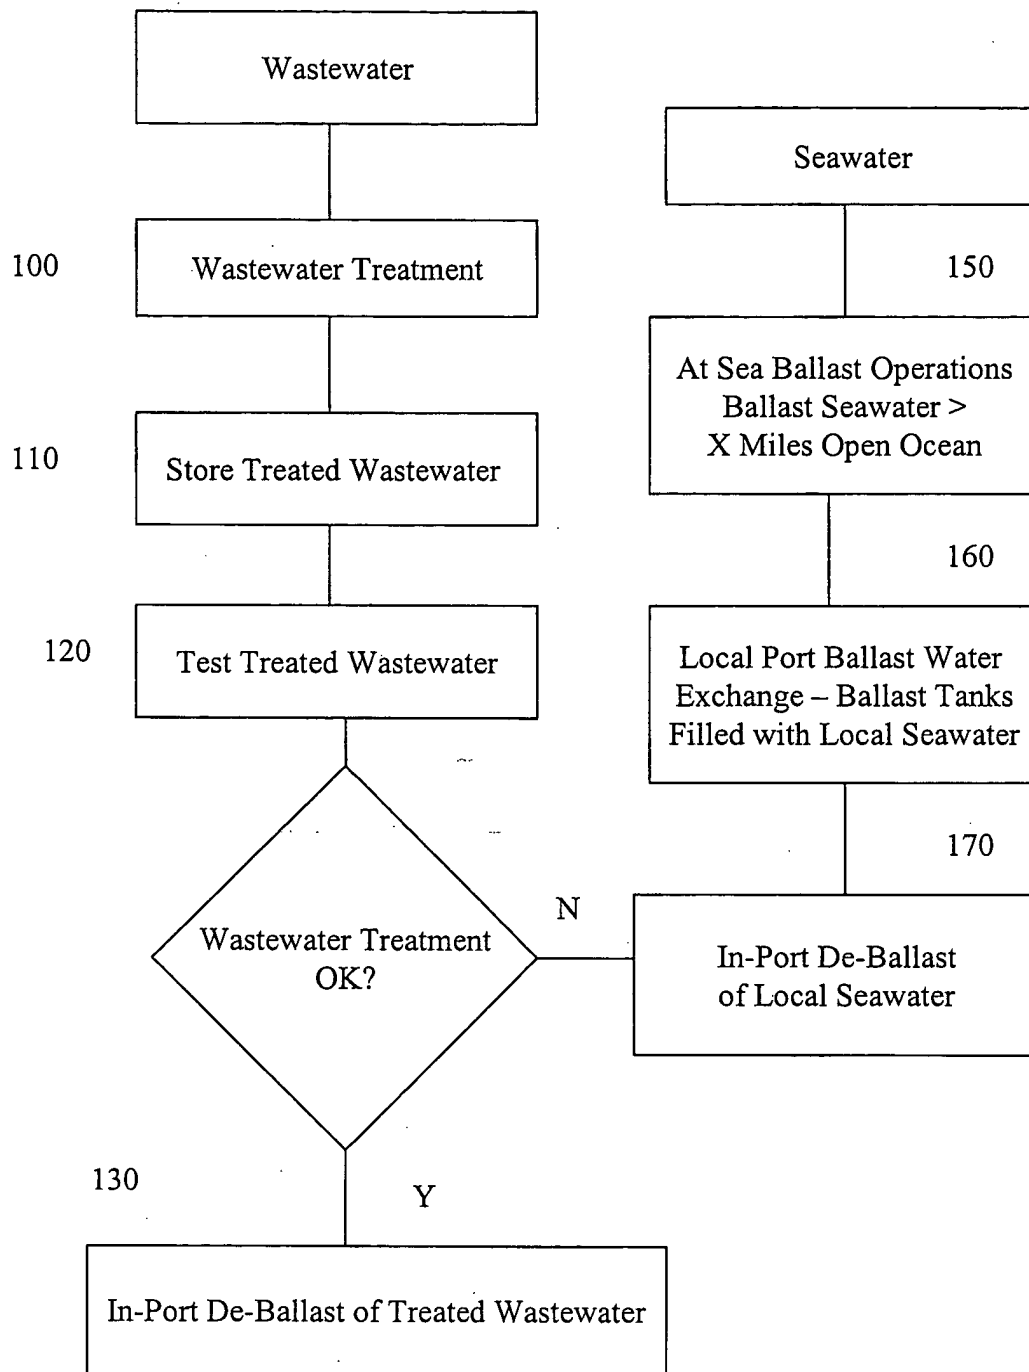 Wastewater
Seawater
100
Wastewater Treatment
150
At Sea Ballast Operations
Ballast Seawater >
X Miles Open Ocean
110
Store Treated Wastewater
160
120
Test Treated Wastewater
Local Port Ballast Water
Exchange – Ballast Tanks
Filled with Local Seawater
170
N
Wastewater Treatment
OK?
In-Port De-Ballast
of Local Seawater
130
Y
In-Port De-Ballast of Treated Wastewater